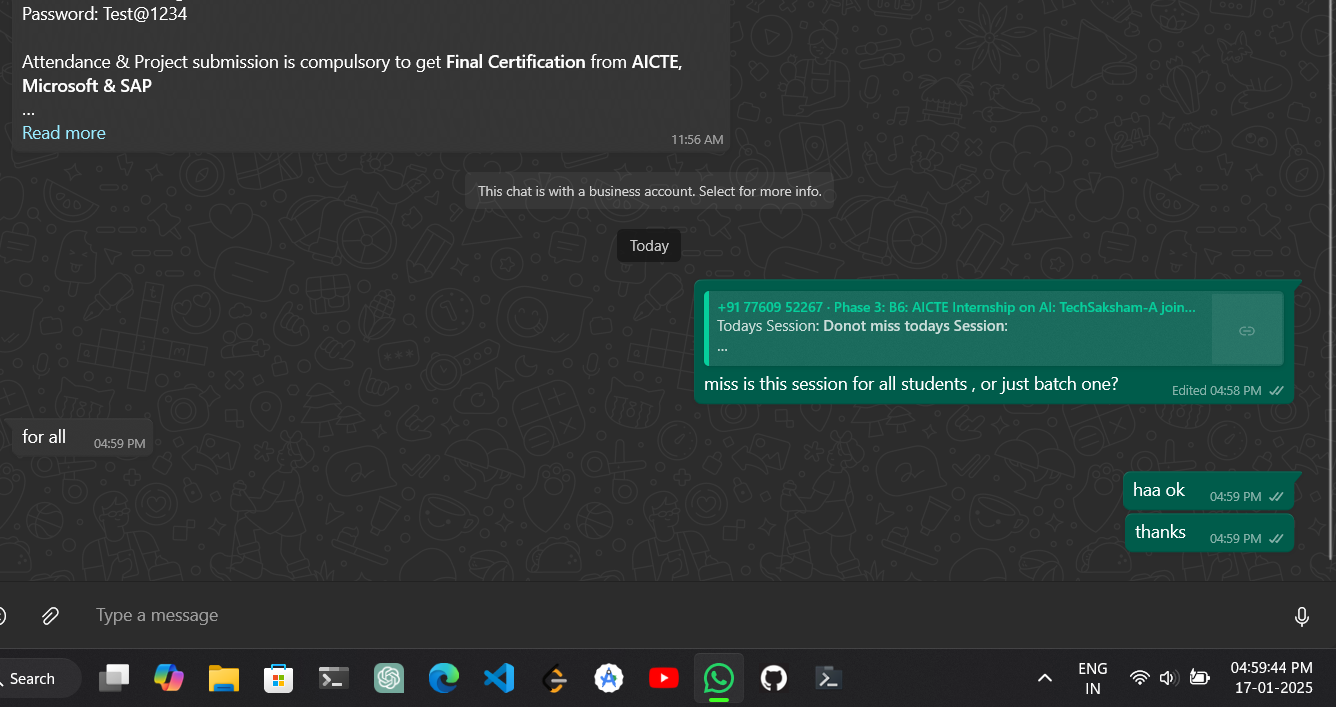 Password: Test@1234
Attendance & Project submission is compulsory to get Final Certification from AICTE,
Microsoft & SAP
...
Read more
11:56 AM
This chat is with a business account. Select for more info.
Today
+91 77609 52267 · Phase 3: B6: AICTE Internship on AI: TechSaksham-A join...
Todays Session: Donot miss todays Session:
...
miss is this session for all students , or just batch one?
Edited 04:58 PM
for all 04:59 PM
haa ok 04:59 PM
thanks 04:59 PM
Type a message
Search
ENG
IN
04:59:44 PM
17-01-2025